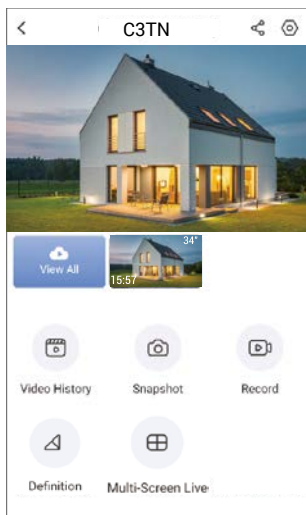 C3TN
View All
34"
15:57
Video History
Snapshot
Record
Definition
Multi-Screen Live